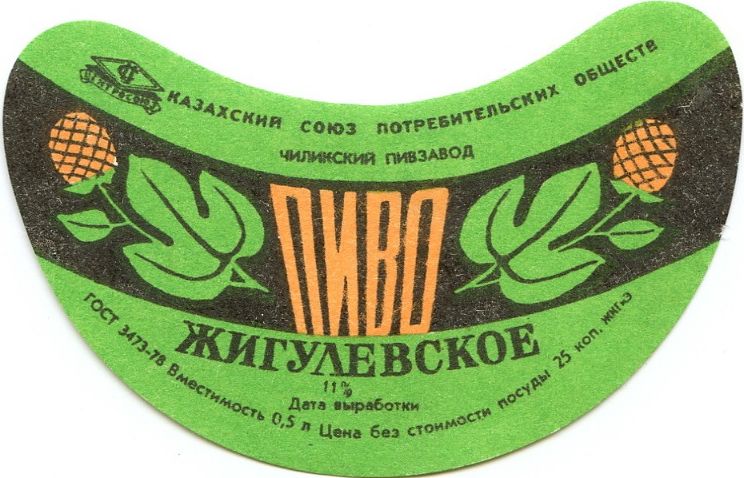 ЦЕНТРОСОЮЗ
КАЗАХСКИЙ СОЮЗ ПОТРЕБИТЕЛЬСКИХ ОБЩЕСТВ
ЧИЛИКСКИЙ ПИВЗАВОД
ПИВО
ЖИГУЛЕВСКОЕ
11%
Дата выработки
ГОСТ 3473-78 Вместимость 0,5 л Цена без стоимости посуды 25 коп. ЖИГ-Э